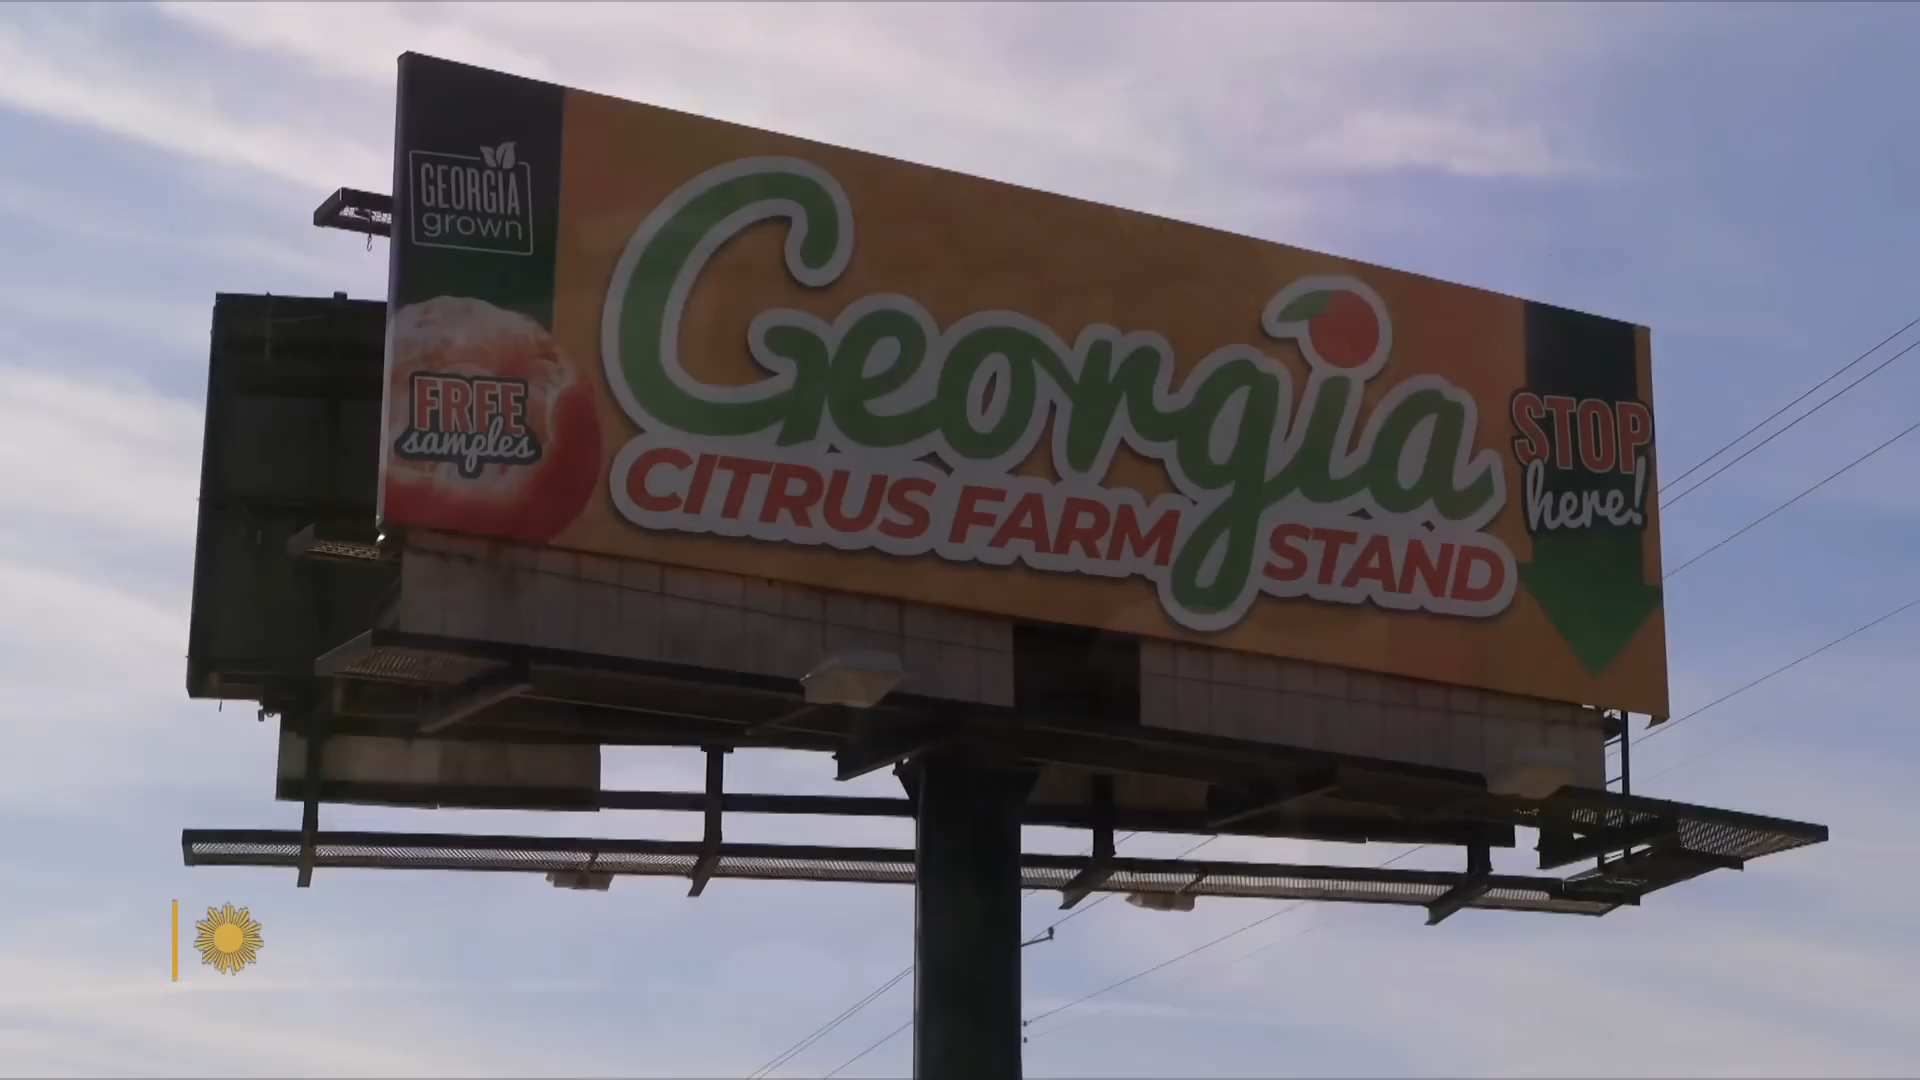 GEORGIA
grown
FREE
samples
Georgia
CITRUS FARM STAND
STOP
here!